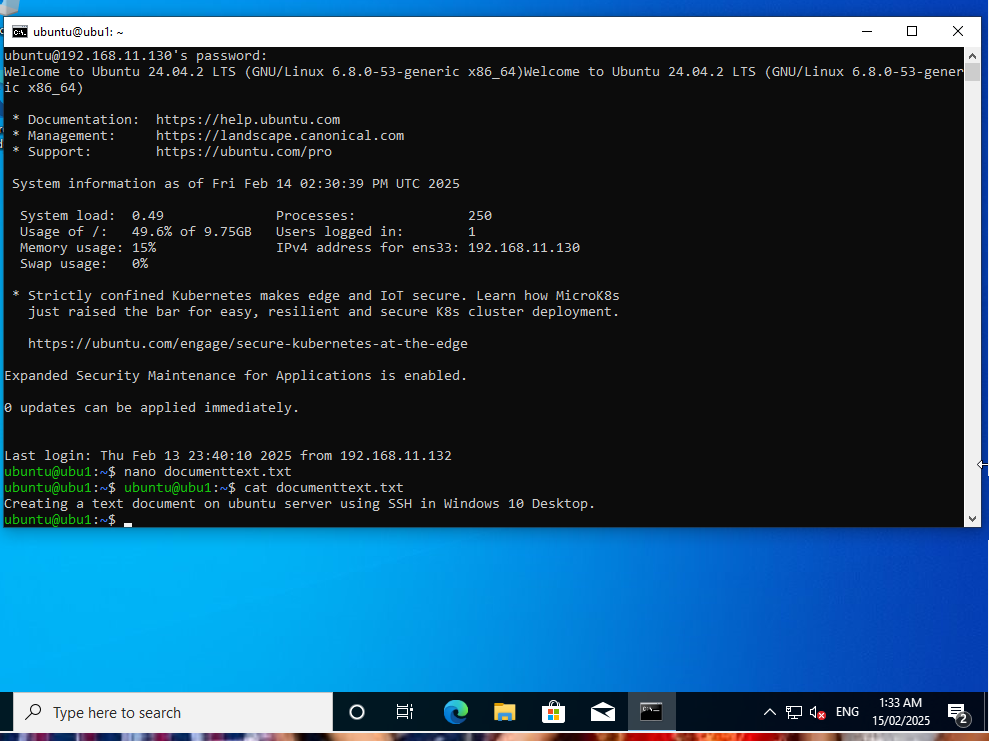 ubuntu@ubu1: ~
ubuntu@192.168.11.130's password:
Welcome to Ubuntu 24.04.2 LTS (GNU/Linux 6.8.0-53-generic x86_64)Welcome to Ubuntu 24.04.2 LTS (GNU/Linux 6.8.0-53-gener
ic x86_64)
* Documentation:  https://help.ubuntu.com
* Management:     https://landscape.canonical.com
* Support:        https://ubuntu.com/pro
System information as of Fri Feb 14 02:30:39 PM UTC 2025
System load:  0.49              Processes:              250
Usage of /:   49.6% of 9.75GB   Users logged in:        1
Memory usage: 15%               IPv4 address for ens33: 192.168.11.130
Swap usage:   0%
* Strictly confined Kubernetes makes edge and IoT secure. Learn how MicroK8s
just raised the bar for easy, resilient and secure K8s cluster deployment.
https://ubuntu.com/engage/secure-kubernetes-at-the-edge
Expanded Security Maintenance for Applications is enabled.
0 updates can be applied immediately.
Last login: Thu Feb 13 23:40:10 2025 from 192.168.11.132
ubuntu@ubu1:~$ nano documenttext.txt
ubuntu@ubu1:~$ ubuntu@ubu1:~$ cat documenttext.txt
Creating a text document on ubuntu server using SSH in Windows 10 Desktop.
ubuntu@ubu1:~$
Type here to search
ENG
1:33 AM
15/02/2025
2